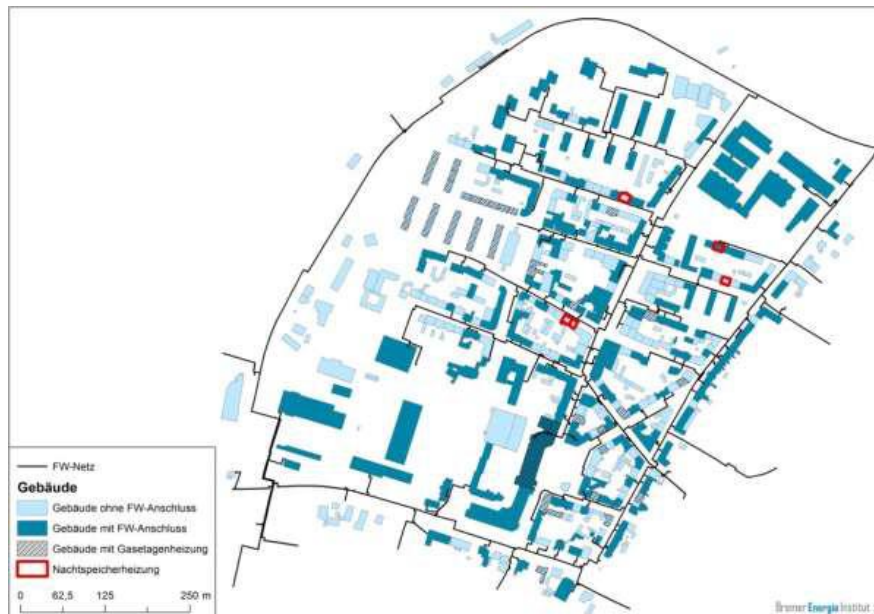 FW-Netz
Gebäude
Gebäude ohne FW-Anschluss
Gebäude mit FW-Anschluss
Gebäude mit Gasetagenheizung
Nachtspeicherheizung
0 62,5 125 250 m
Bremer Energie Institut